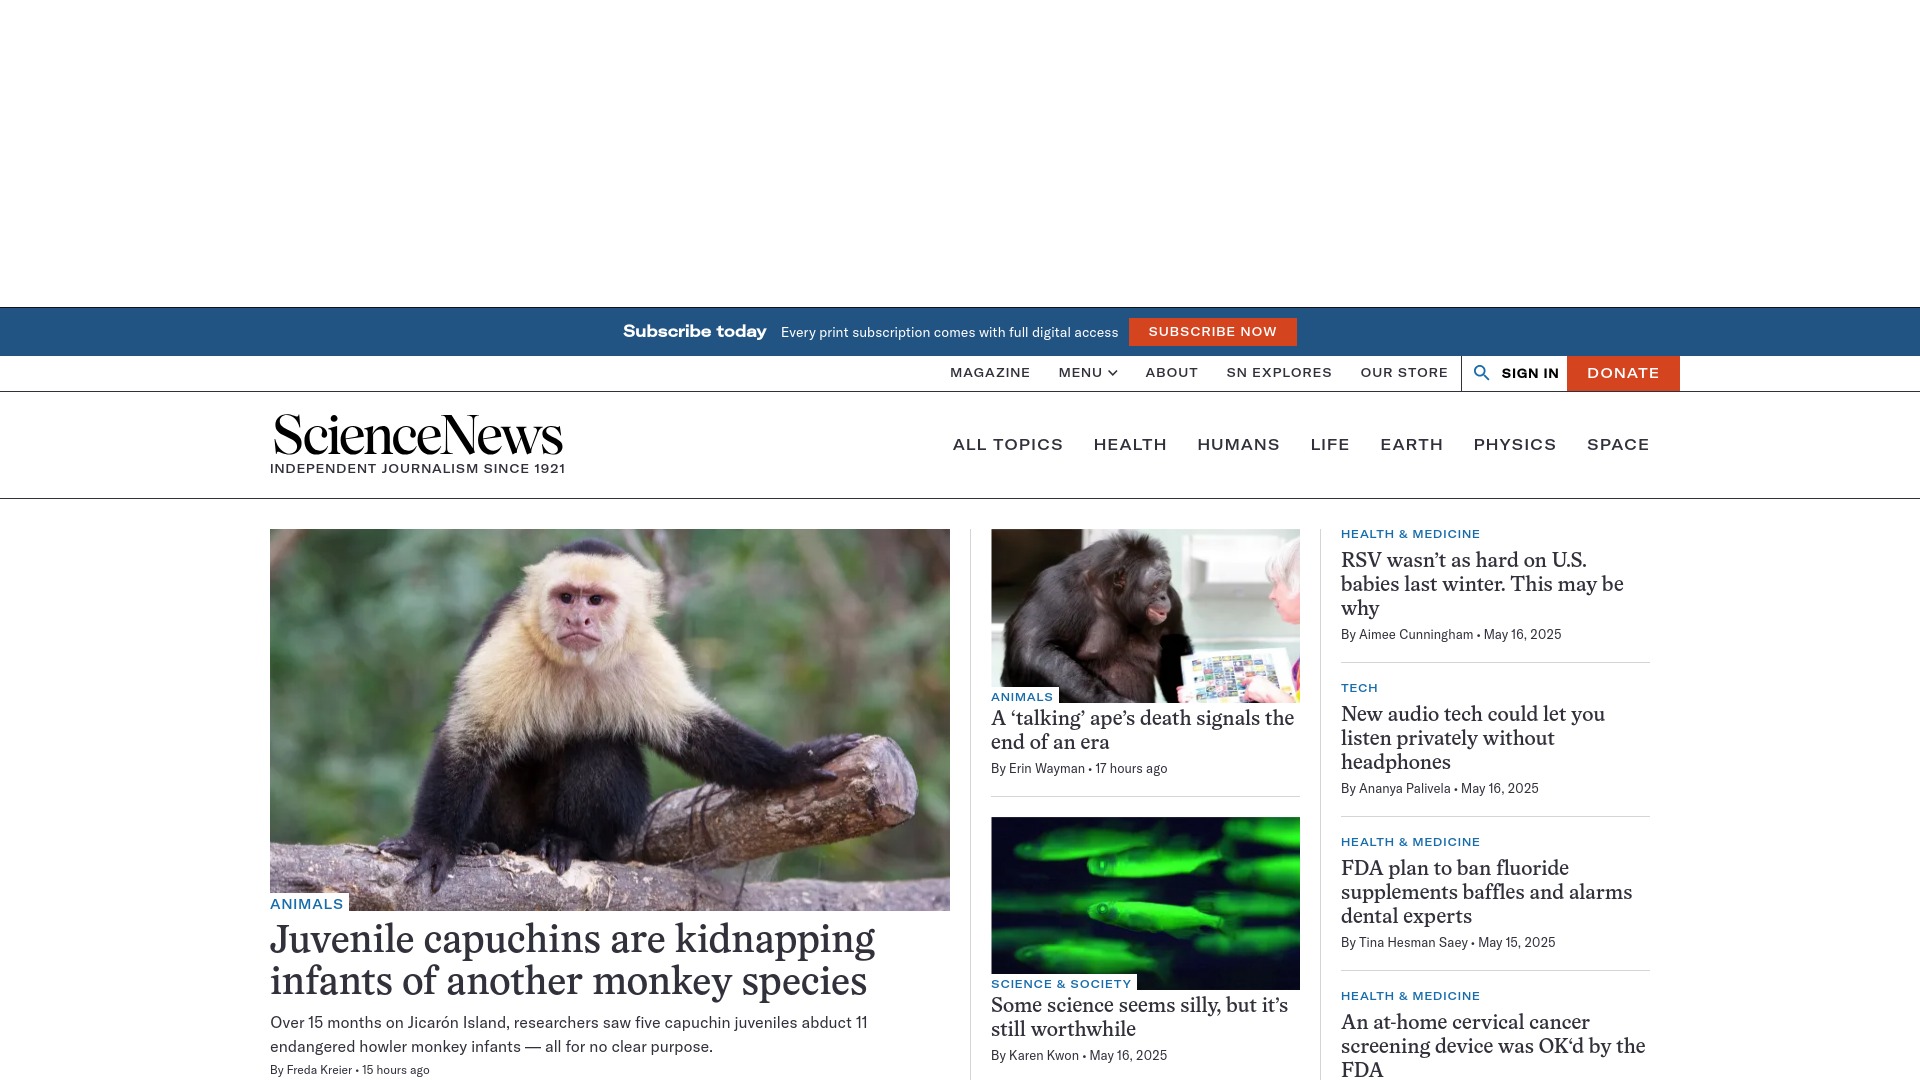 Subscribe today Every print subscription comes with full digital access SUBSCRIBE NOW
MAGAZINE MENU ABOUT SN EXPLORES OUR STORE SIGN IN DONATE
ScienceNews
INDEPENDENT JOURNALISM SINCE 1921
ALL TOPICS HEALTH HUMANS LIFE EARTH PHYSICS SPACE
ANIMALS
Juvenile capuchins are kidnapping
infants of another monkey species
Over 15 months on Jicarón Island, researchers saw five capuchin juveniles abduct 11
endangered howler monkey infants — all for no clear purpose.
By Freda Kreier • 15 hours ago
ANIMALS
A ‘talking’ ape’s death signals the
end of an era
By Erin Wayman • 17 hours ago
SCIENCE & SOCIETY
Some science seems silly, but it’s
still worthwhile
By Karen Kwon • May 16, 2025
HEALTH & MEDICINE
RSV wasn’t as hard on U.S.
babies last winter. This may be
why
By Aimee Cunningham • May 16, 2025
TECH
New audio tech could let you
listen privately without
headphones
By Ananya Palivela • May 16, 2025
HEALTH & MEDICINE
FDA plan to ban fluoride
supplements baffles and alarms
dental experts
By Tina Hesman Saey • May 15, 2025
HEALTH & MEDICINE
An at-home cervical cancer
screening device was OK‘d by the
FDA